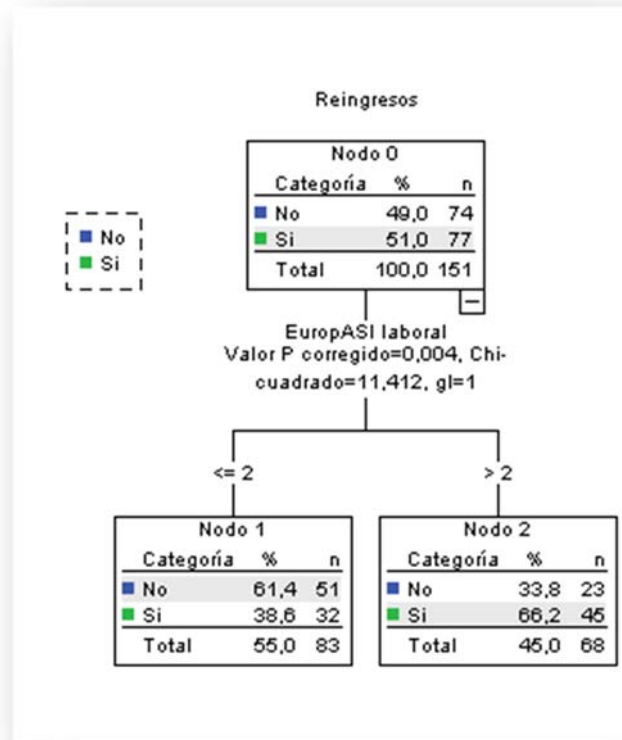 Reingresos
Nodo 0
Categoría % n
No 49,0 74
Si 51,0 77
Total 100,0 151
No
Si
EuropASI laboral
Valor P corregido=0,004, Chi-
cuadrado=11,412, gl=1
<= 2
> 2
Nodo 1
Categoría % n
No 61,4 51
Si 38,6 32
Total 55,0 83
Nodo 2
Categoría % n
No 33,8 23
Si 66,2 45
Total 45,0 68